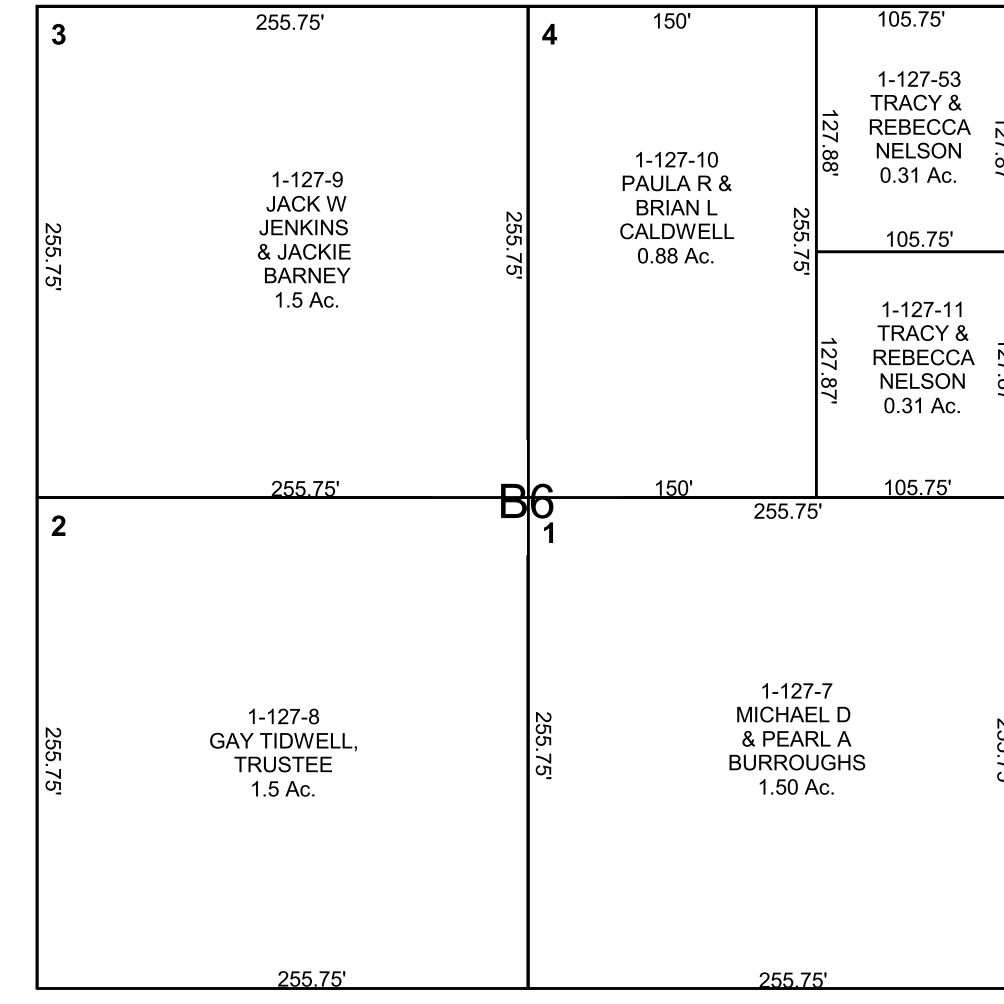 3
255.75'
4
150'
105.75'
1-127-53
TRACY &
REBECCA
NELSON
0.31 Ac.
127.88'
1-127-10
PAULA R &
BRIAN L
CALDWELL
0.88 Ac.
1-127-9
JACK W
JENKINS
& JACKIE
BARNEY
1.5 Ac.
255.75'
255.75'
255.75'
105.75'
1-127-11
TRACY &
REBECCA
NELSON
0.31 Ac.
127.87'
255.75'
150'
105.75'
B6
255.75'
2
1
1-127-8
GAY TIDWELL,
TRUSTEE
1.5 Ac.
255.75'
255.75'
1-127-7
MICHAEL D
& PEARL A
BURROUGHS
1.50 Ac.
255.75'
255.75'